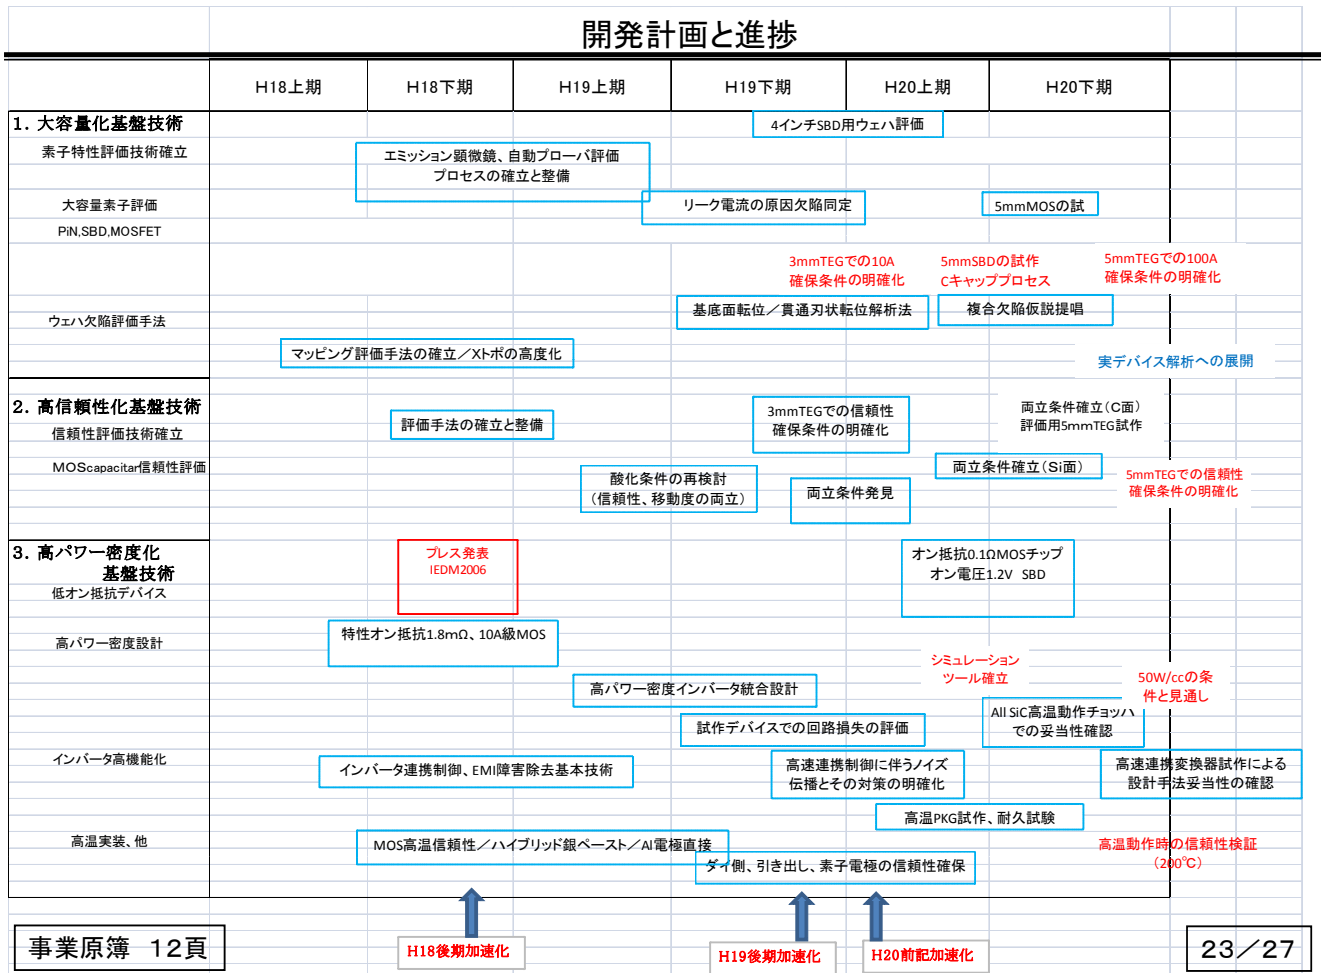 開発計画と進捗
H18上期
H18下期
H19上期
H19下期
H20上期
H20下期
1. 大容量化基盤技術
4インチSBD用ウェハ評価
素子特性評価技術確立
エミッション顕微鏡、自動プローバ評価
プロセスの確立と整備
大容量素子評価
リーク電流の原因欠陥同定
5mmMOSの試
PiN,SBD,MOSFET
3mmTEGでの10A
確保条件の明確化
5mmSBDの試作
Cキャッププロセス
5mmTEGでの100A
確保条件の明確化
ウェハ欠陥評価手法
基底面転位／貫通刃状転位解析法
複合欠陥仮説提唱
マッピング評価手法の確立／Xトポの高度化
実デバイス解析への展開
2. 高信頼性化基盤技術
信頼性評価技術確立
評価手法の確立と整備
3mmTEGでの信頼性
確保条件の明確化
両立条件確立（C面）
評価用5mmTEG試作
MOScapacitar信頼性評価
酸化条件の再検討
（信頼性、移動度の両立）
両立条件発見
両立条件確立（Si面）
5mmTEGでの信頼性
確保条件の明確化
3. 高パワー密度化
基盤技術
低オン抵抗デバイス
プレス発表
IEDM2006
オン抵抗0.1ΩMOSチップ
オン電圧1.2V SBD
高パワー密度設計
特性オン抵抗1.8mΩ、10A級MOS
シミュレーション
ツール確立
高パワー密度インバータ統合設計
50W/ccの条
件と見通し
試作デバイスでの回路損失の評価
All SiC高温動作チョッパ
での妥当性確認
インバータ高機能化
インバータ連携制御、EMI障害除去基本技術
高速連携制御に伴うノイズ
伝播とその対策の明確化
高速連携変換器試作による
設計手法妥当性の確認
高温PKG試作、耐久試験
高温実装、他
MOS高温信頼性／ハイブリッド銀ペースト／Al電極直接
ダイ側、引き出し、素子電極の信頼性確保
高温動作時の信頼性検証
（200℃）
H18後期加速化
H19後期加速化
H20前記加速化
事業原簿 12頁
23／27